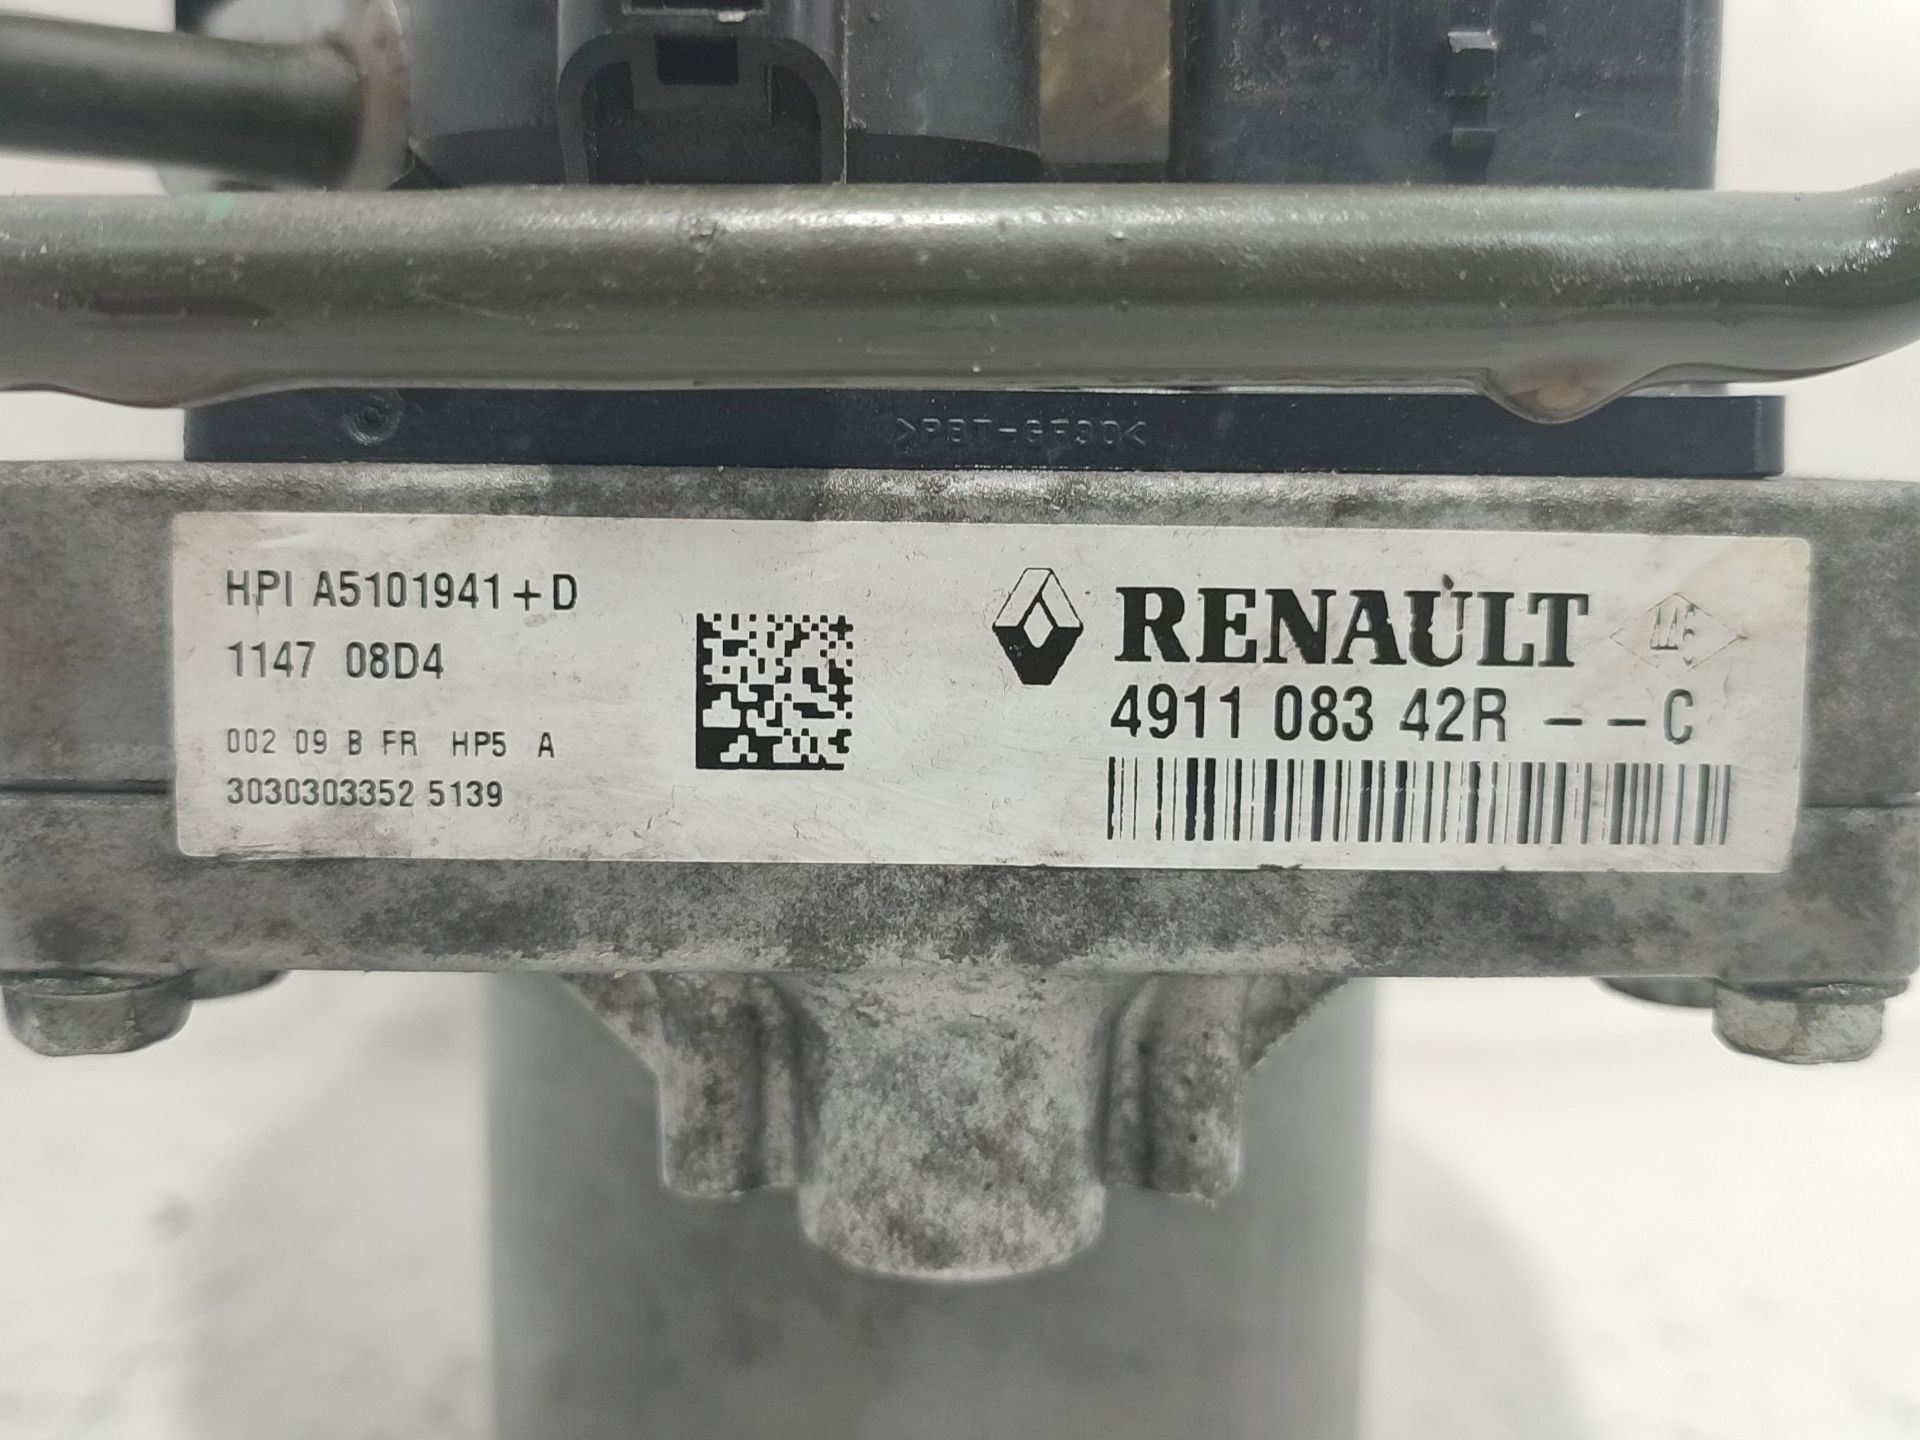 >PBT-GF30<
HPI A5101941+D
1147 08D4
002 09 B FR HP5 A
3030303352 5139
RENAULT
4911 083 42R --C